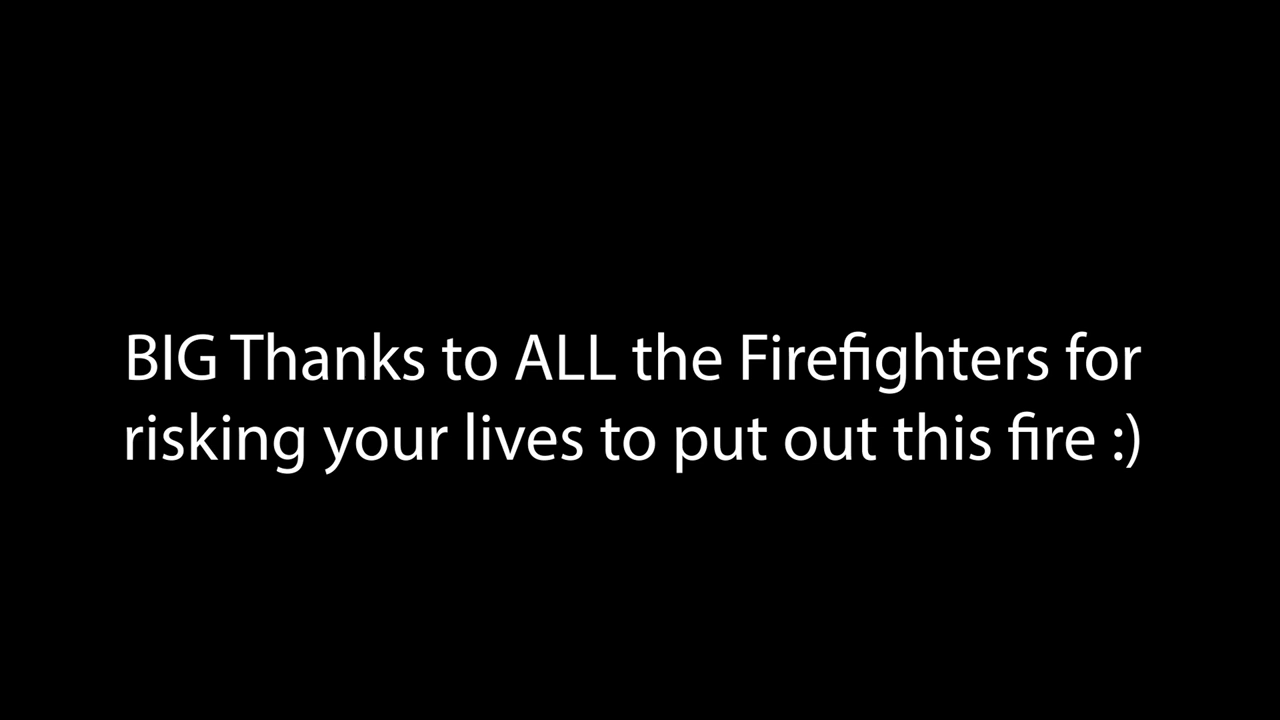 BIG Thanks to ALL the Firefighters for
risking your lives to put out this fire :)